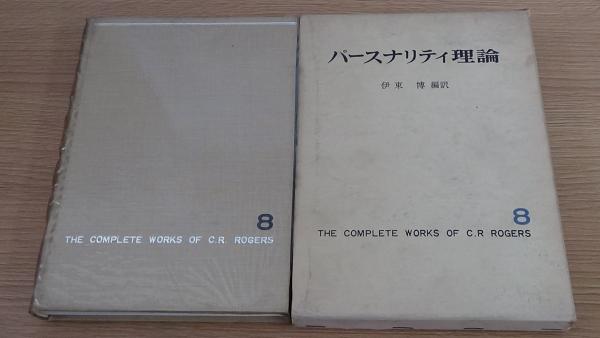 8
THE COMPLETE WORKS OF C.R. ROGERS
パースナリティ理論
伊東 博 編訳
8
THE COMPLETE WORKS OF C.R ROGERS